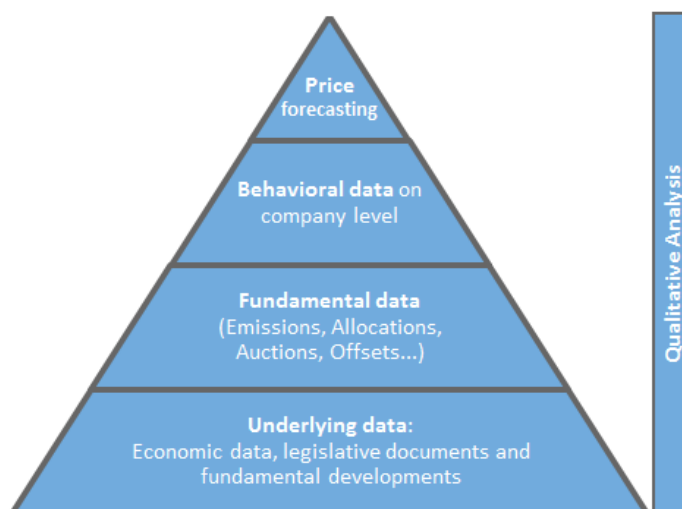 Price
forecasting
Behavioral data on
company level
Fundamental data
(Emissions, Allocations,
Auctions, Offsets...)
Underlying data:
Economic data, legislative documents and
fundamental developments
Qualitative Analysis